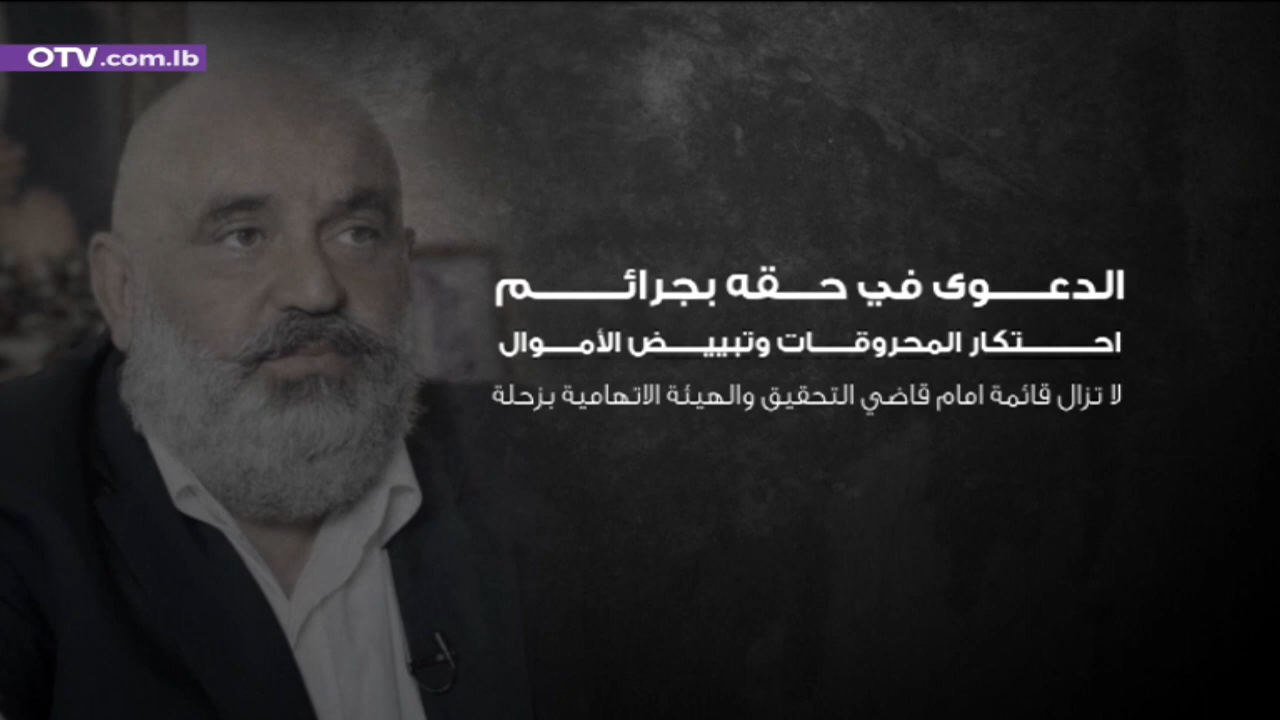 OTV.com.lb
الدعوى في حقه بجرائم
احتكار المحروقات وتبييض الأموال
لا تزال قائمة امام قاضي التحقيق والهيئة الاتهامية بزحلة